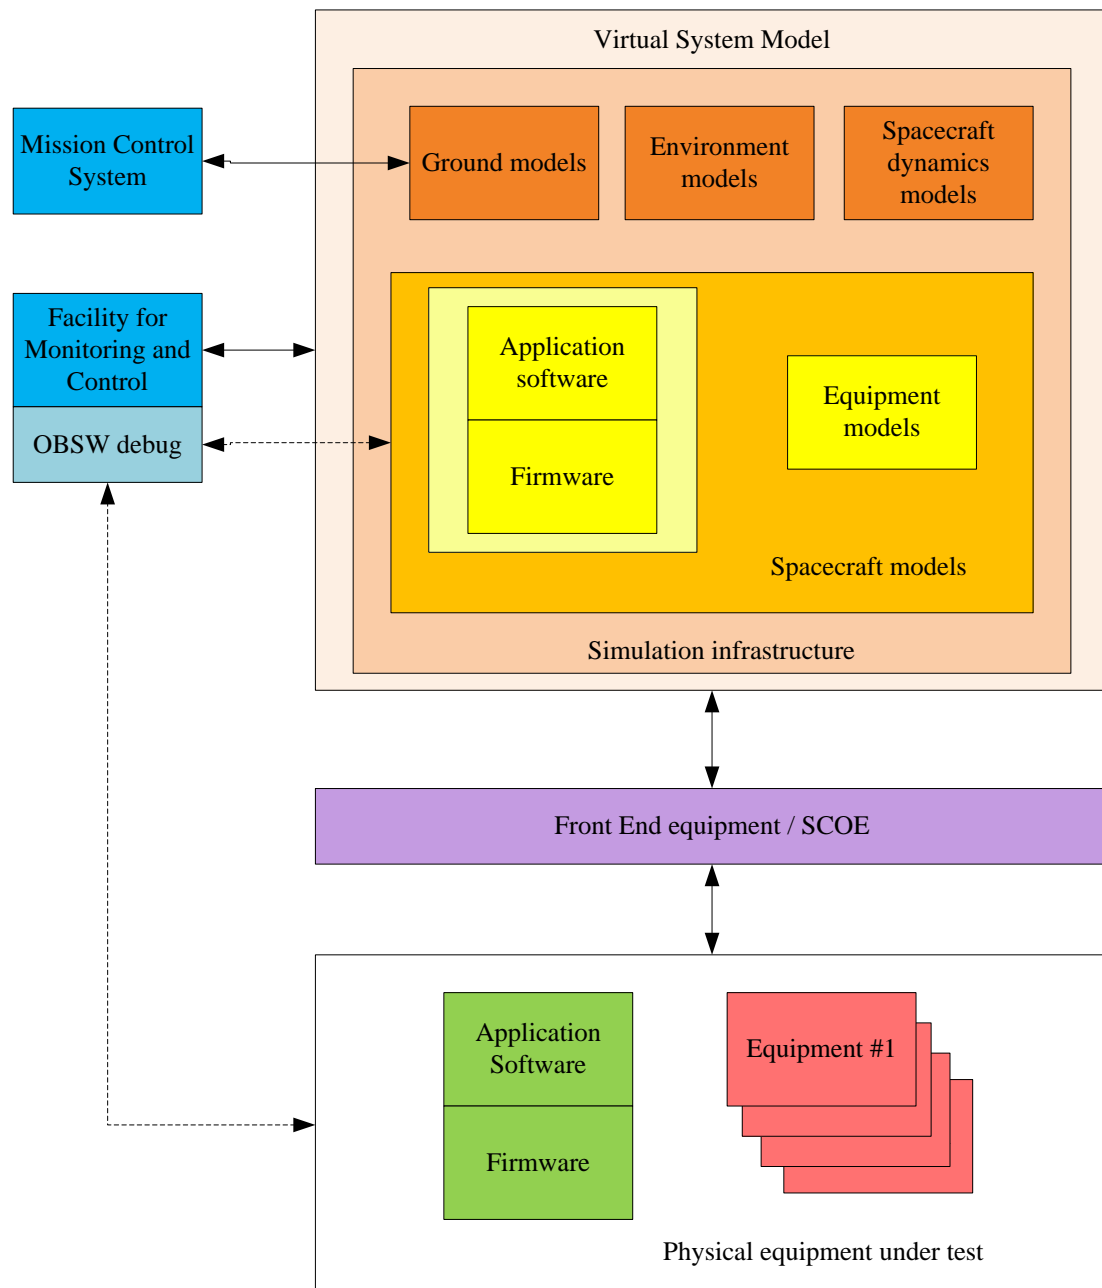 Virtual System Model
Mission Control
System
Ground models
Environment
models
Spacecraft
dynamics
models
Facility for
Monitoring and
Control
OBSW debug
Application
software
Firmware
Equipment
models
Spacecraft models
Simulation infrastructure
Front End equipment / SCOE
Application
Software
Firmware
Equipment #1
Physical equipment under test